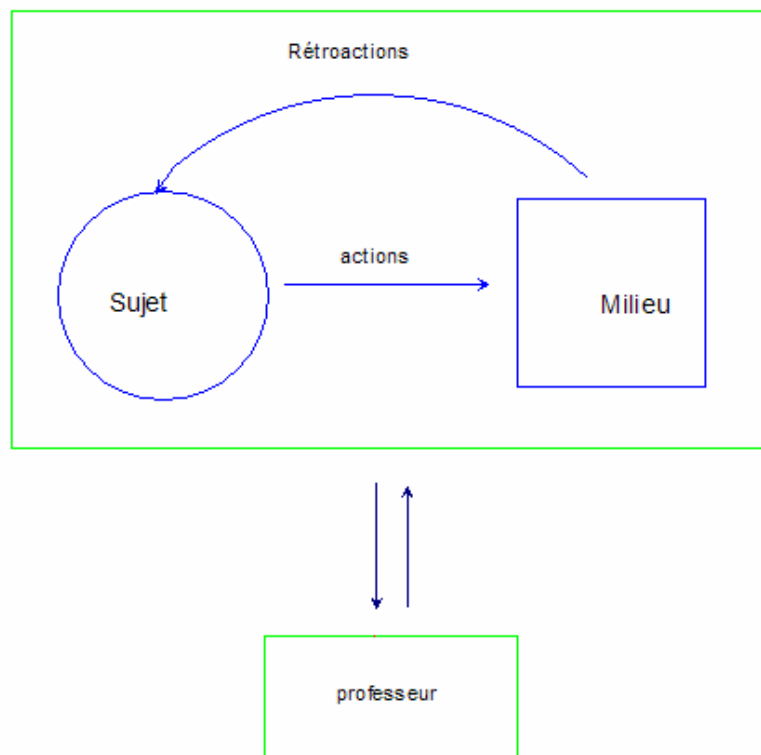 Rétroactions
actions
Sujet
Milieu
professeur